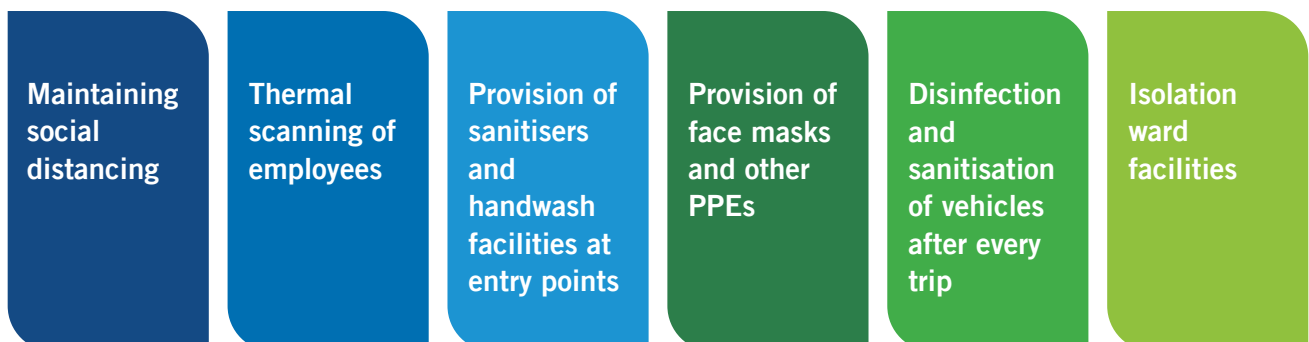 Maintaining
social
distancing
Thermal
scanning of
employees
Provision of
sanitisers
and
handwash
facilities at
entry points
Provision of
face masks
and other
PPEs
Disinfection
and
sanitisation
of vehicles
after every
trip
Isolation
ward
facilities